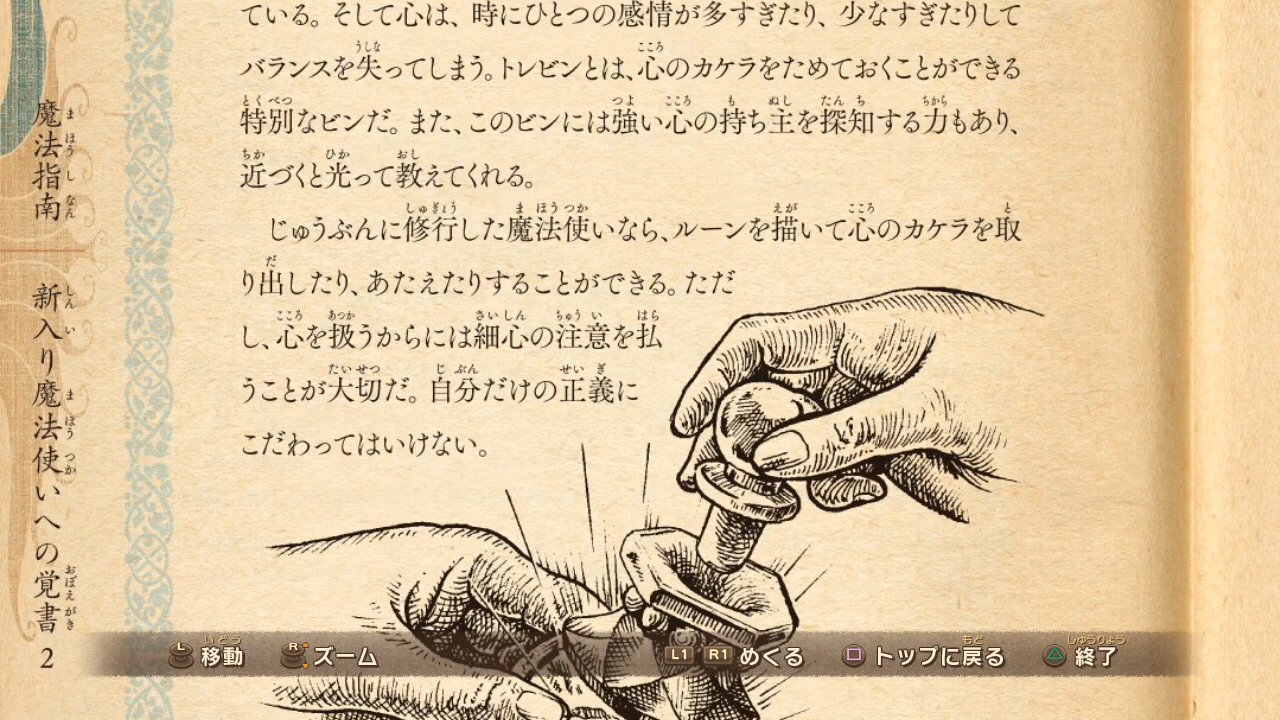 ている。そして心は、時にひとつの感情が多すぎたり、少なすぎたりして
バランスを失ってしまう。トレビンとは、心のカケラをためておくことができる
特別なビンだ。また、このビンには強い心の持ち主を探知する力もあり、
近づくと光って教えてくれる。
じゅうぶんに修行した魔法使いなら、ルーンを描いて心のカケラを取
り出したり、あたえたりすることができる。ただ
し、心を扱うからには細心の注意を払
うことが大切だ。自分だけの正義に
こだわってはいけない。
魔法指南 新入り魔法使いへの覚書 2
L 移動 R ズーム L1 R1 めくる トップに戻る 終了